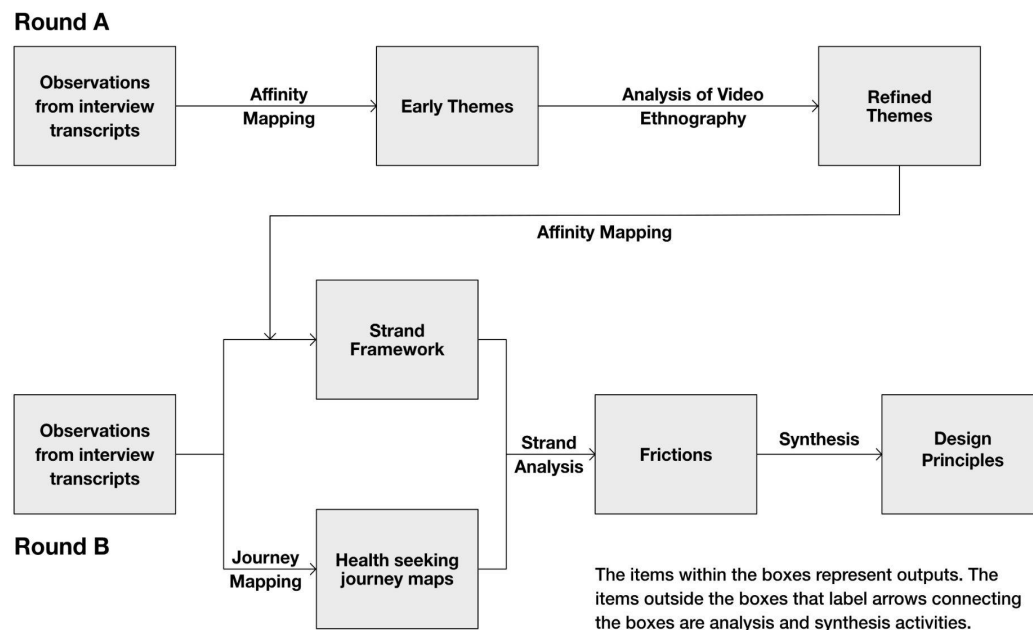 Round A
Observations
from interview
transcripts
Affinity
Mapping
Early Themes
Analysis of Video
Ethnography
Refined
Themes
Affinity Mapping
Strand
Framework
Observations
from interview
transcripts
Strand
Analysis
Frictions
Synthesis
Design
Principles
Round B
Journey
Mapping
Health seeking
journey maps
The items within the boxes represent outputs. The
items outside the boxes that label arrows connecting
the boxes are analysis and synthesis activities.